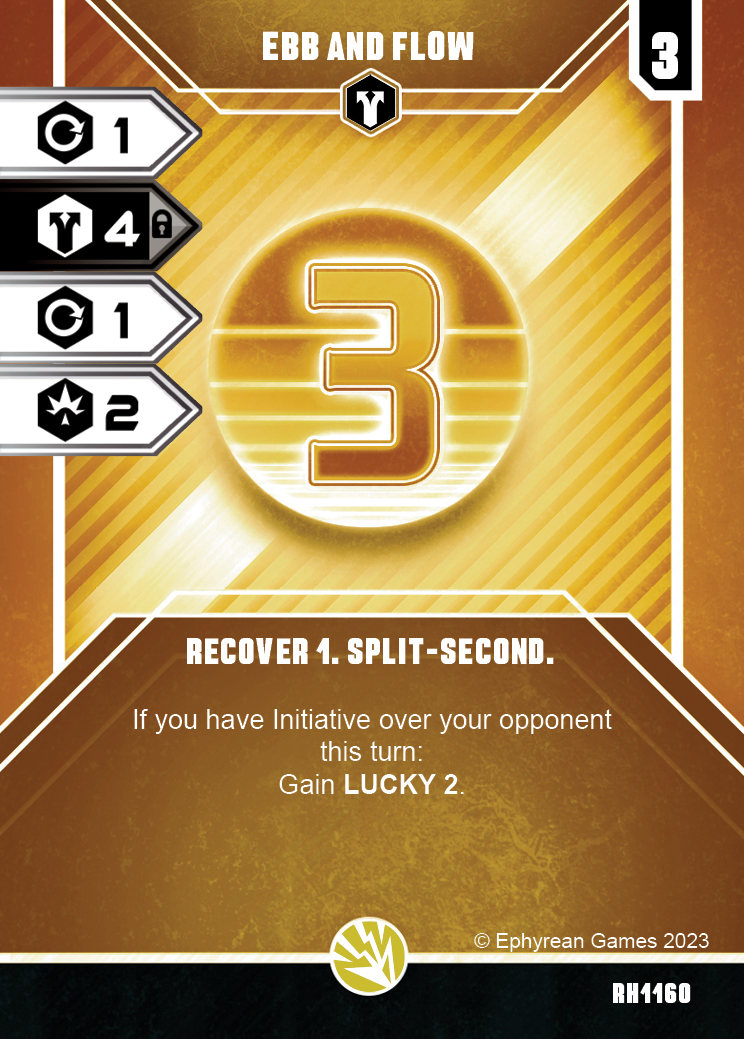 EBB AND FLOW
3
1
4
1
2
3
RECOVER 1. SPLIT-SECOND.
If you have Initiative over your opponent
this turn:
Gain LUCKY 2.
© Ephyrean Games 2023
RH1160